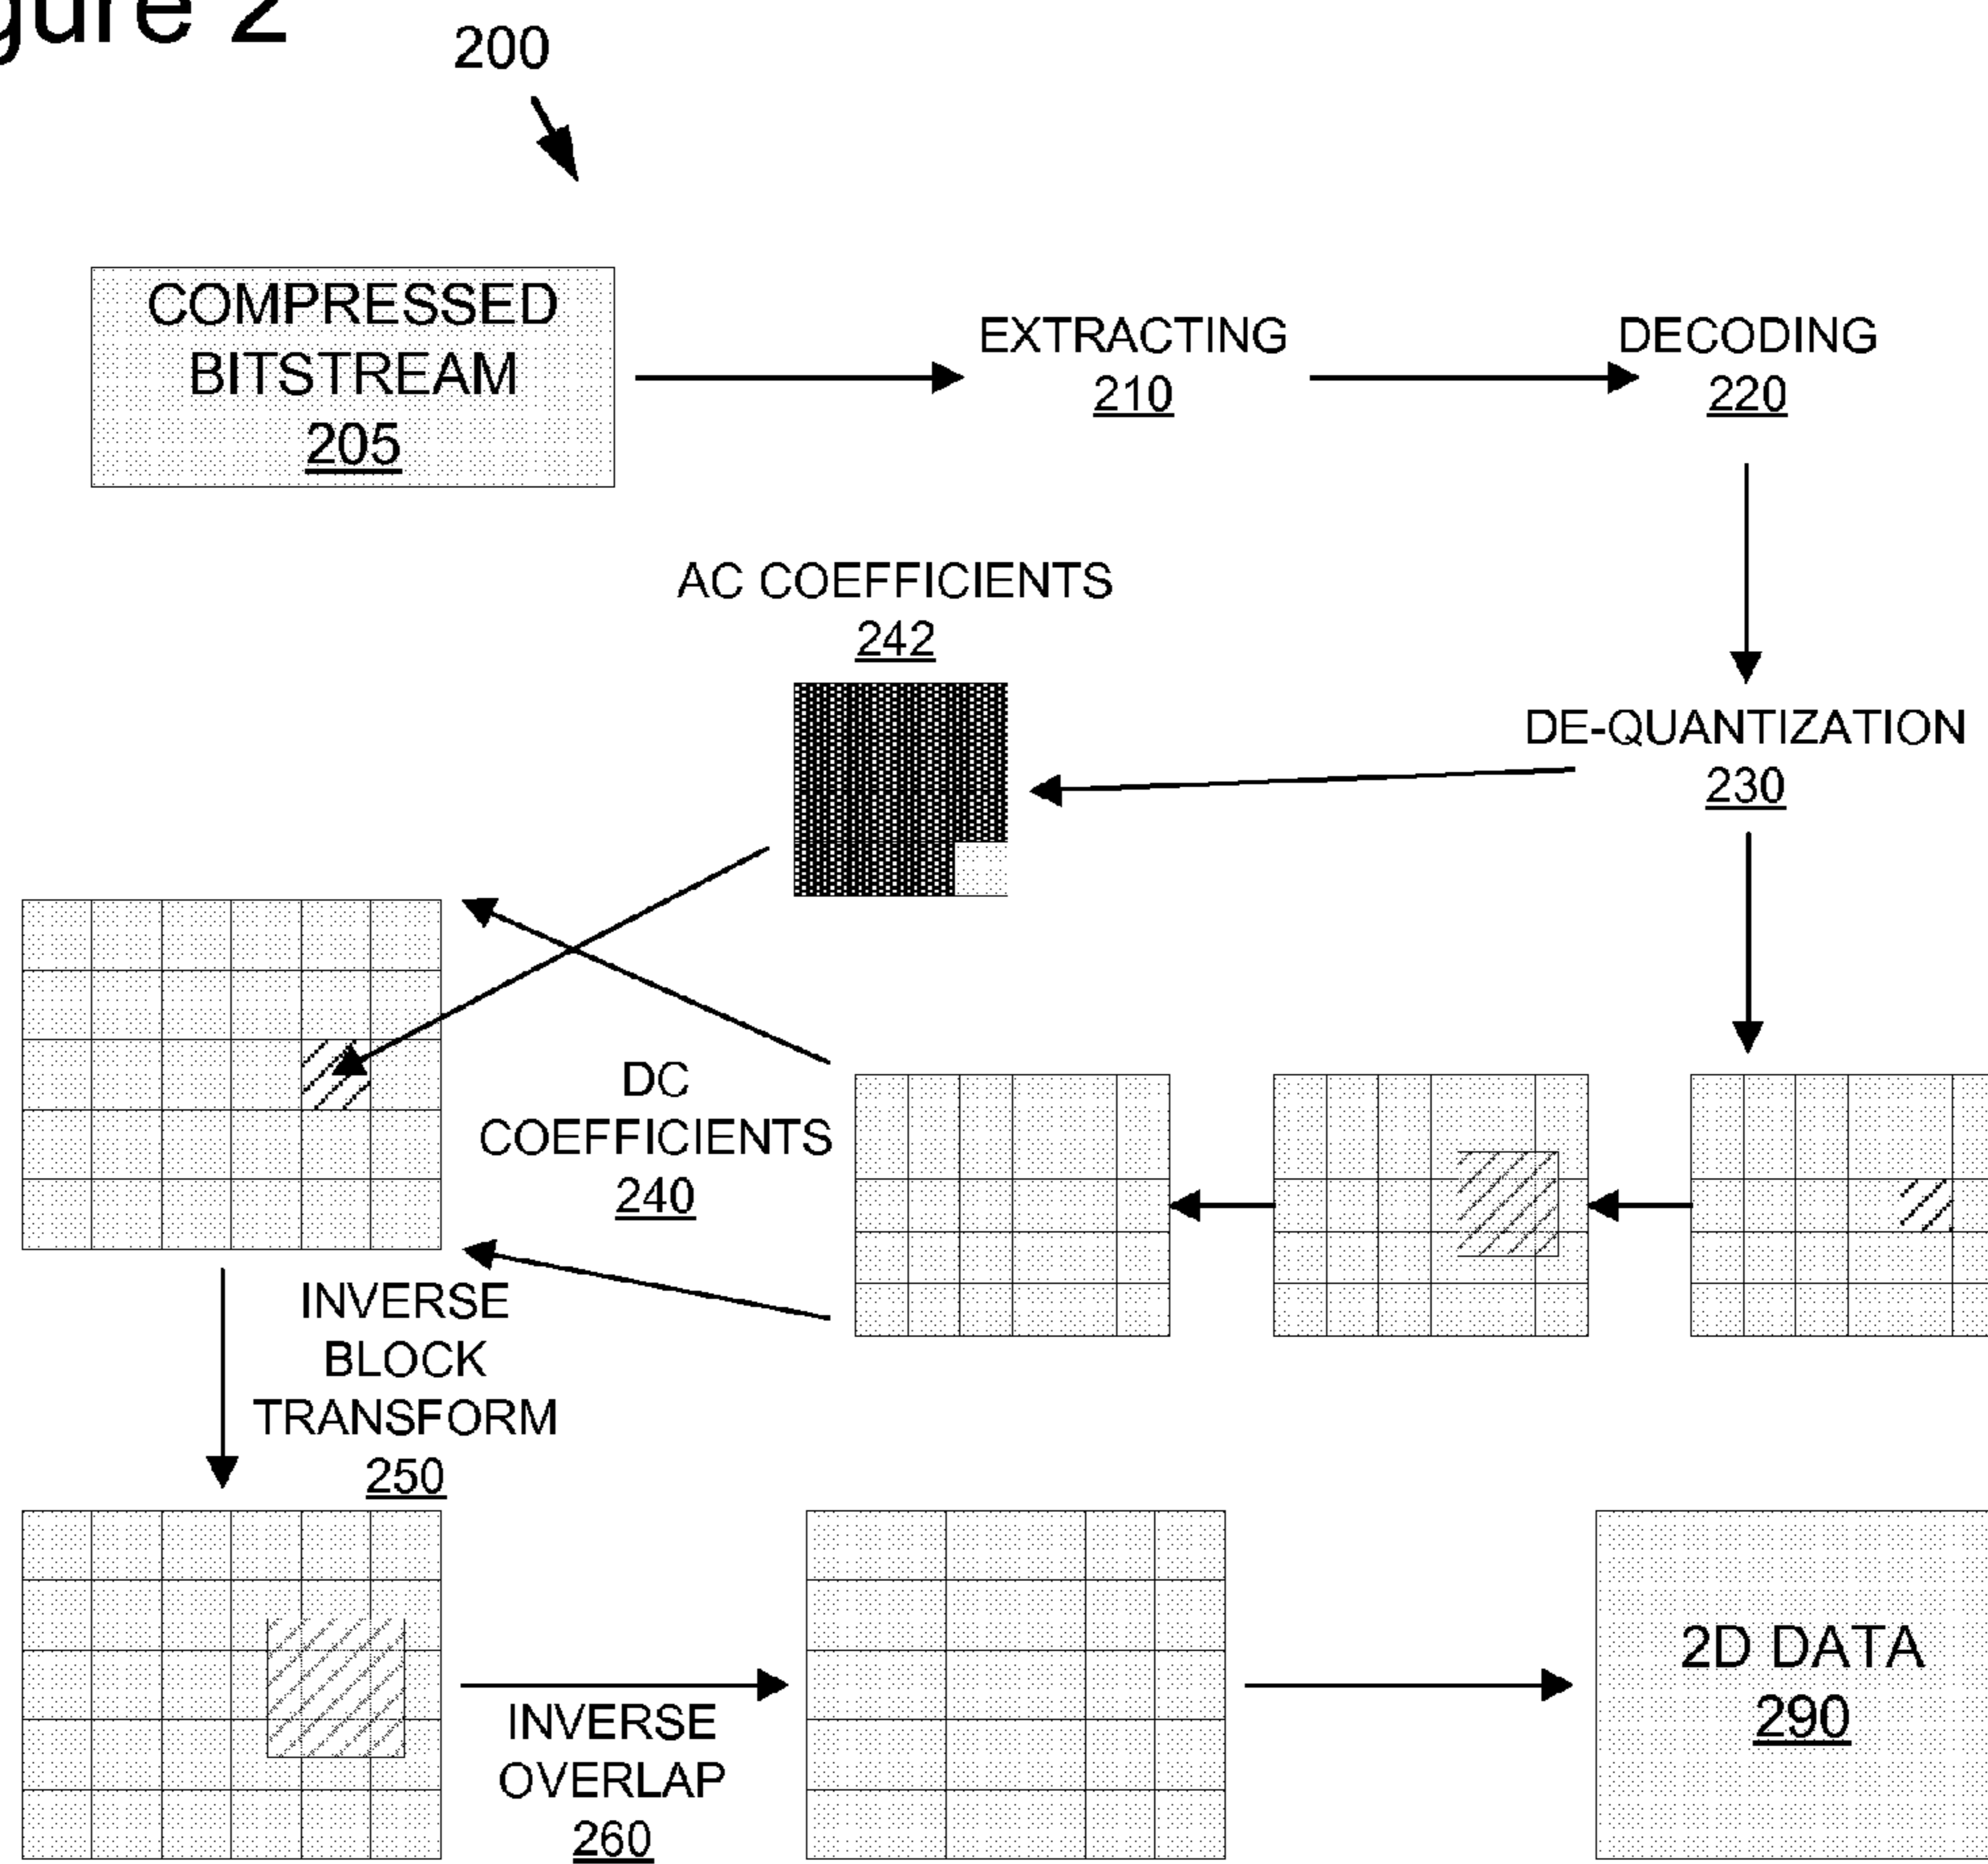 gure 2
200
COMPRESSED
BITSTREAM
205
EXTRACTING
210
DECODING
220
AC COEFFICIENTS
242
DE-QUANTIZATION
230
DC
COEFFICIENTS
240
INVERSE
BLOCK
TRANSFORM
250
INVERSE
OVERLAP
260
2D DATA
290